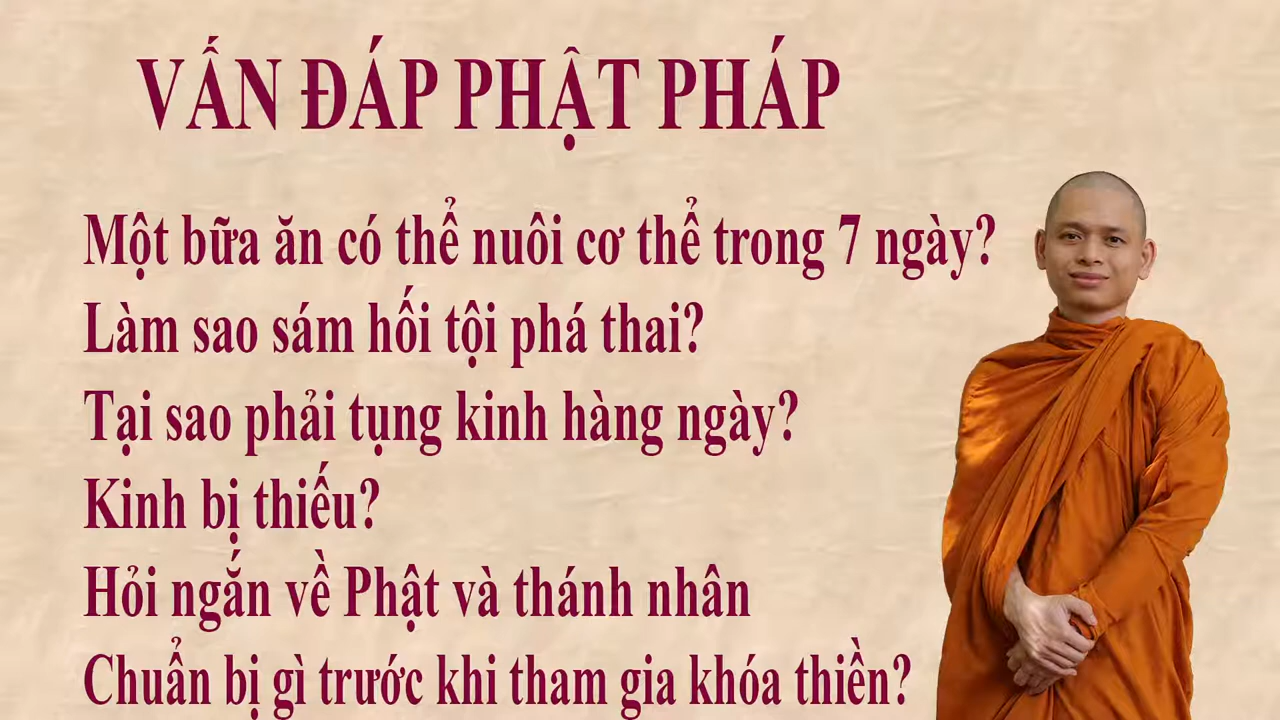 VẤN ĐÁP PHẬT PHÁP
Một bữa ăn có thể nuôi cơ thể trong 7 ngày?
Làm sao sám hối tội phá thai?
Tại sao phải tụng kinh hàng ngày?
Kinh bị thiếu?
Hỏi ngắn về Phật và thánh nhân
Chuẩn bị gì trước khi tham gia khóa thiền?